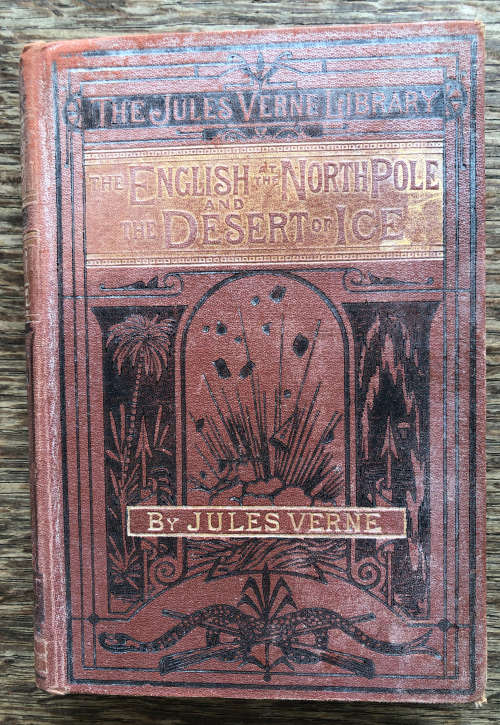 THE JULES VERNE LIBRARY
THE ENGLISH AT THE NORTH POLE
AND
THE DESERT OF ICE
BY JULES VERNE